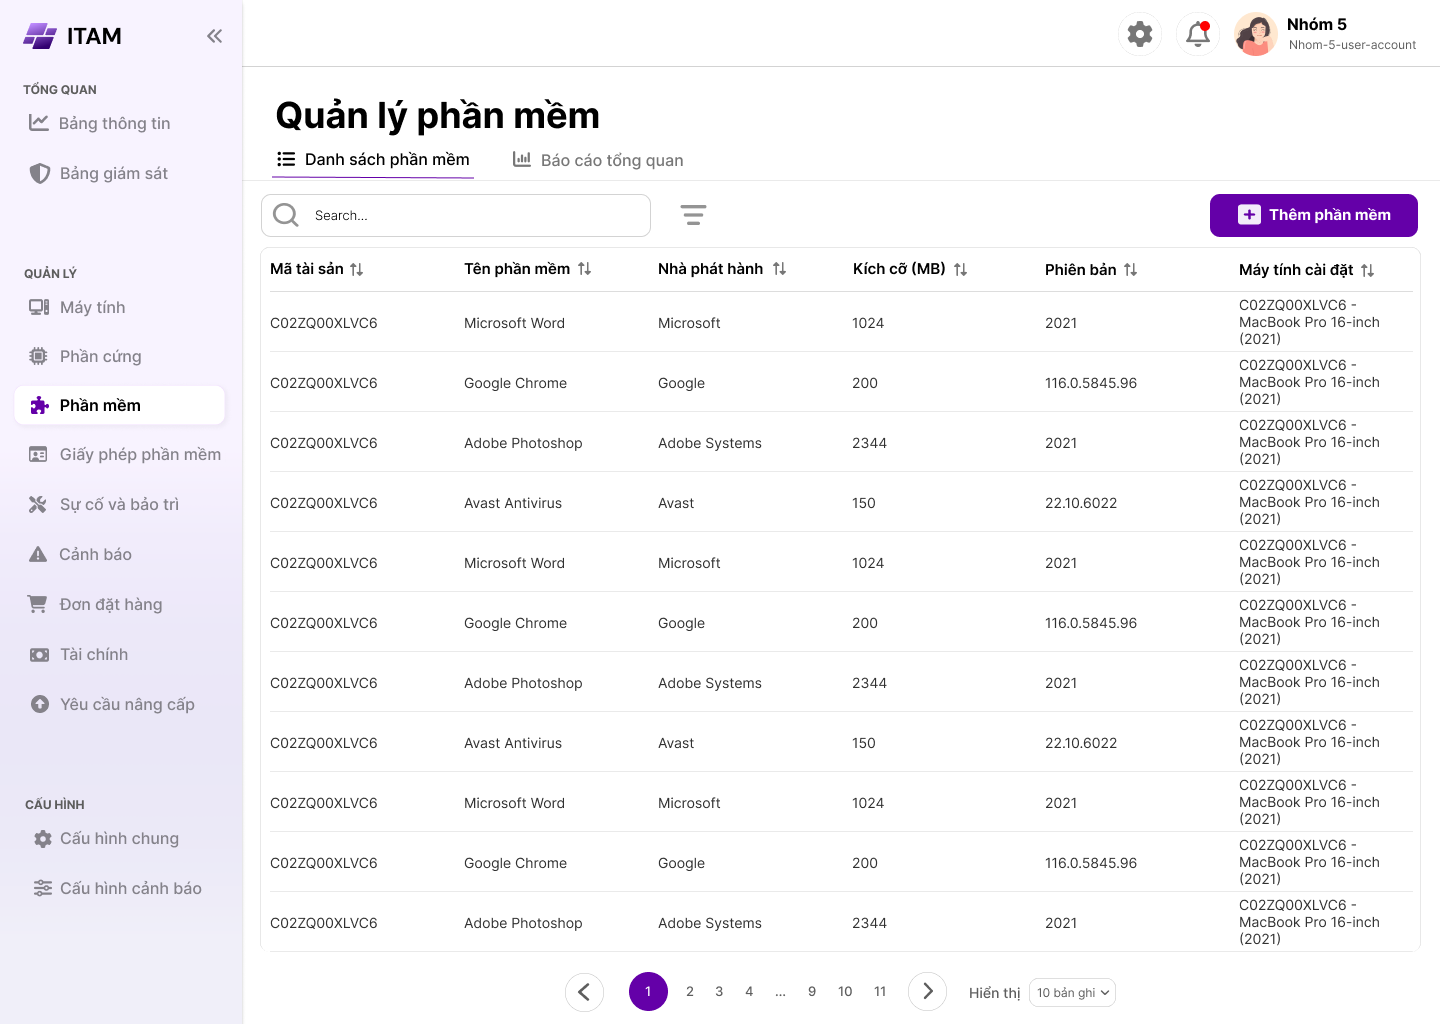 ITAM
TỔNG QUAN
Bảng thông tin
Bảng giám sát
QUẢN LÝ
Máy tính
Phần cứng
Phần mềm
Giấy phép phần mềm
Sự cố và bảo trì
Cảnh báo
Đơn đặt hàng
Tài chính
Yêu cầu nâng cấp
CẤU HÌNH
Cấu hình chung
Cấu hình cảnh báo
Nhóm 5
Nhom-5-user-account
Quản lý phần mềm
Danh sách phần mềm Báo cáo tổng quan
Search... Thêm phần mềm
Mã tài sản Tên phần mềm Nhà phát hành Kích cỡ (MB) Phiên bản Máy tính cài đặt
C02ZQ00XLVC6 Microsoft Word Microsoft 1024 2021 C02ZQ00XLVC6 -
MacBook Pro 16-inch
(2021)
C02ZQ00XLVC6 Google Chrome Google 200 116.0.5845.96 C02ZQ00XLVC6 -
MacBook Pro 16-inch
(2021)
C02ZQ00XLVC6 Adobe Photoshop Adobe Systems 2344 2021 C02ZQ00XLVC6 -
MacBook Pro 16-inch
(2021)
C02ZQ00XLVC6 Avast Antivirus Avast 150 22.10.6022 C02ZQ00XLVC6 -
MacBook Pro 16-inch
(2021)
C02ZQ00XLVC6 Microsoft Word Microsoft 1024 2021 C02ZQ00XLVC6 -
MacBook Pro 16-inch
(2021)
C02ZQ00XLVC6 Google Chrome Google 200 116.0.5845.96 C02ZQ00XLVC6 -
MacBook Pro 16-inch
(2021)
C02ZQ00XLVC6 Adobe Photoshop Adobe Systems 2344 2021 C02ZQ00XLVC6 -
MacBook Pro 16-inch
(2021)
C02ZQ00XLVC6 Avast Antivirus Avast 150 22.10.6022 C02ZQ00XLVC6 -
MacBook Pro 16-inch
(2021)
C02ZQ00XLVC6 Microsoft Word Microsoft 1024 2021 C02ZQ00XLVC6 -
MacBook Pro 16-inch
(2021)
C02ZQ00XLVC6 Google Chrome Google 200 116.0.5845.96 C02ZQ00XLVC6 -
MacBook Pro 16-inch
(2021)
C02ZQ00XLVC6 Adobe Photoshop Adobe Systems 2344 2021 C02ZQ00XLVC6 -
MacBook Pro 16-inch
(2021)
1 2 3 4 ... 9 10 11 Hiển thị 10 bản ghi